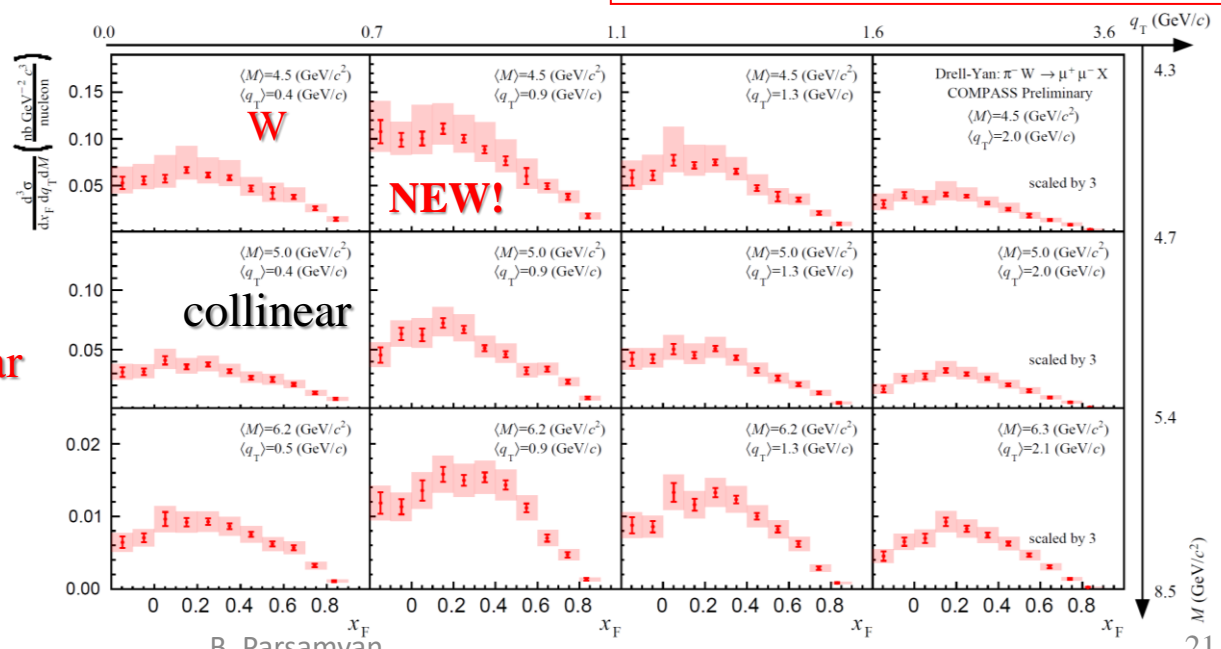 0.0 0.7 1.1 1.6 3.6 q_T (GeV/c)
d³σ / dx_F dq_T dM ( nb GeV⁻² c³ / nucleon )
⟨M⟩=4.5 (GeV/c²)
⟨q_T⟩=0.4 (GeV/c)
W
⟨M⟩=4.5 (GeV/c²)
⟨q_T⟩=0.9 (GeV/c)
NEW!
⟨M⟩=4.5 (GeV/c²)
⟨q_T⟩=1.3 (GeV/c)
Drell-Yan: π⁻ W → μ⁺ μ⁻ X
COMPASS Preliminary
⟨M⟩=4.5 (GeV/c²)
⟨q_T⟩=2.0 (GeV/c)
scaled by 3
4.3
0.15
0.10
0.05
4.7
⟨M⟩=5.0 (GeV/c²)
⟨q_T⟩=0.4 (GeV/c)
collinear
⟨M⟩=5.0 (GeV/c²)
⟨q_T⟩=0.9 (GeV/c)
⟨M⟩=5.0 (GeV/c²)
⟨q_T⟩=1.3 (GeV/c)
⟨M⟩=5.0 (GeV/c²)
⟨q_T⟩=2.0 (GeV/c)
scaled by 3
0.10
0.05
ar
5.4
⟨M⟩=6.2 (GeV/c²)
⟨q_T⟩=0.5 (GeV/c)
⟨M⟩=6.2 (GeV/c²)
⟨q_T⟩=0.9 (GeV/c)
⟨M⟩=6.2 (GeV/c²)
⟨q_T⟩=1.3 (GeV/c)
⟨M⟩=6.3 (GeV/c²)
⟨q_T⟩=2.1 (GeV/c)
scaled by 3
0.02
0.01
0.00
8.5
M (GeV/c²)
0 0.2 0.4 0.6 0.8 0 0.2 0.4 0.6 0.8 0 0.2 0.4 0.6 0.8 0 0.2 0.4 0.6 0.8
x_F x_F x_F x_F
B. Parsamyan
21